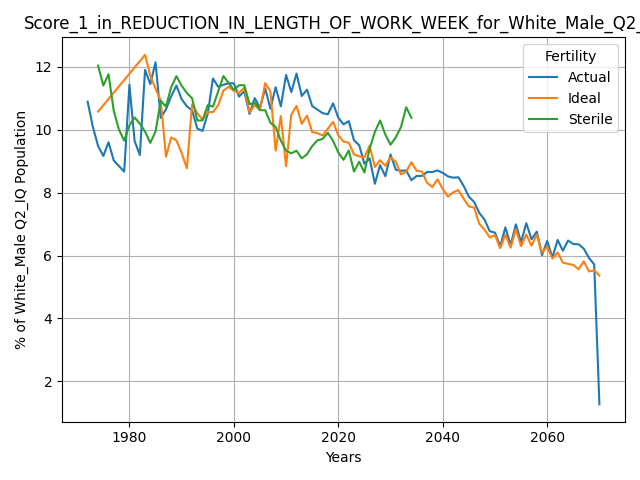 Score_1_in_REDUCTION_IN_LENGTH_OF_WORK_WEEK_for_White_Male_Q2_
Fertility
Actual
Ideal
Sterile
% of White_Male Q2_IQ Population
12
10
8
6
4
2
1980
2000
2020
2040
2060
Years